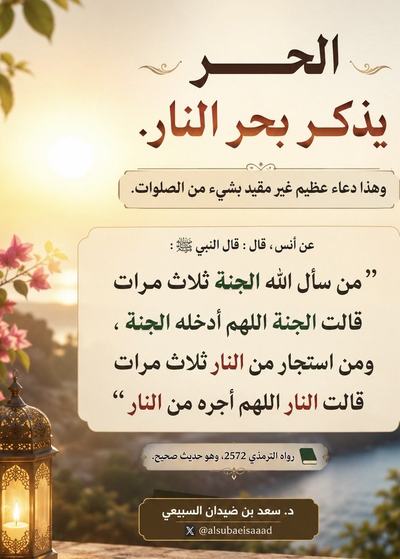 الحـــر
يذكـر بحر النار.
وهذا دعاء عظيم غير مقيد بشيء من الصلوات.
عن أنس، قال : قال النبي ﷺ :
”من سأل الله الجنة ثلاث مرات
قالت الجنة اللهم أدخله الجنة ،
ومن استجار من النار ثلاث مرات
قالت النار اللهم أجره من النار“
رواه الترمذي 2572، وهو حديث صحيح.
د. سعد بن ضيدان السبيعي
X @alsubaeisaaad